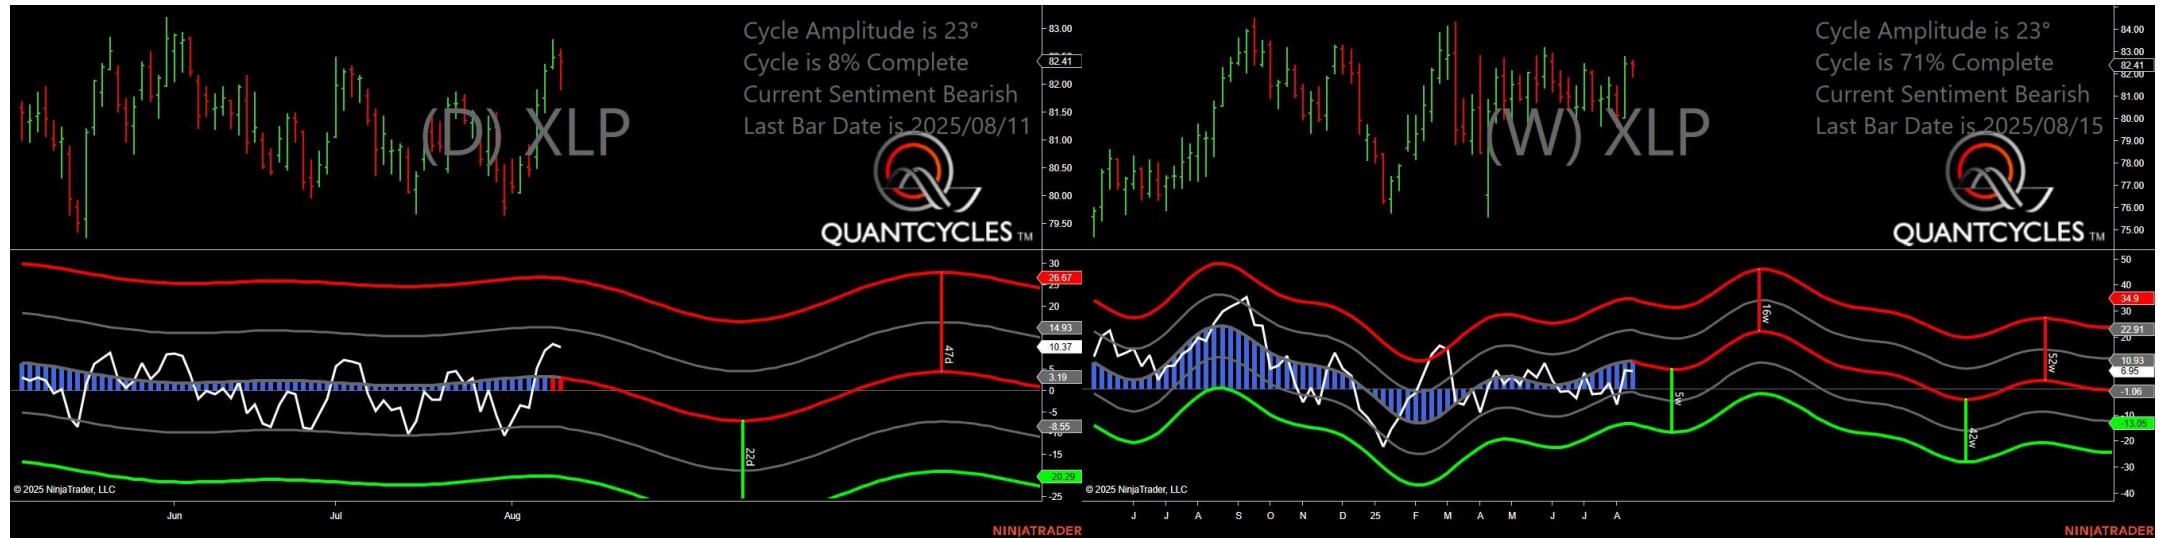 Cycle Amplitude is 23°
Cycle is 8% Complete
Current Sentiment Bearish
Last Bar Date is 2025/08/11
(D) XLP
QUANTCYCLES TM
83.00
82.41
82.00
81.50
81.00
80.50
80.00
79.50
30
26.67
25
20
14.93
10.37
5
3.19
0
-5
-8.55
-10
-15
-20.29
-25
47d
22d
© 2025 NinjaTrader, LLC
Jun Jul Aug
NINJATRADER
Cycle Amplitude is 23°
Cycle is 71% Complete
Current Sentiment Bearish
Last Bar Date is 2025/08/15
(W) XLP
QUANTCYCLES TM
84.00
83.00
82.41
82.00
81.00
80.00
79.00
78.00
77.00
76.00
75.00
50
40
34.9
30
22.91
20
10.93
6.95
-1.06
-10
-13.05
-20
-30
-40
5w
16w
42w
52w
© 2025 NinjaTrader, LLC
J J A S O N D 25 F M A M J J A
NINJATRADER